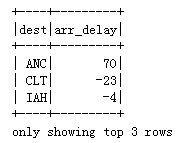 +----+---------+
|dest|arr_delay|
+----+---------+
| ANC|       70|
| CLT|      -23|
| IAH|       -4|
+----+---------+
only showing top 3 rows